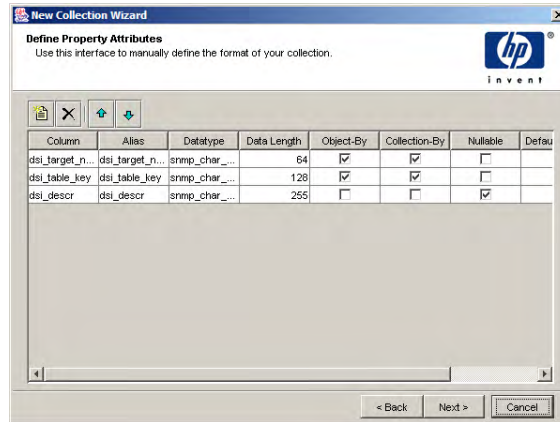 New Collection Wizard
Define Property Attributes
Use this interface to manually define the format of your collection.
hp
®
invent
Column Alias Datatype Data Length Object-By Collection-By Nullable Defau
dsi_target_n... dsi_target_n... snmp_char_... 64
dsi_table_key dsi_table_key snmp_char_... 128
dsi_descr dsi_descr snmp_char_... 255
< Back Next > Cancel